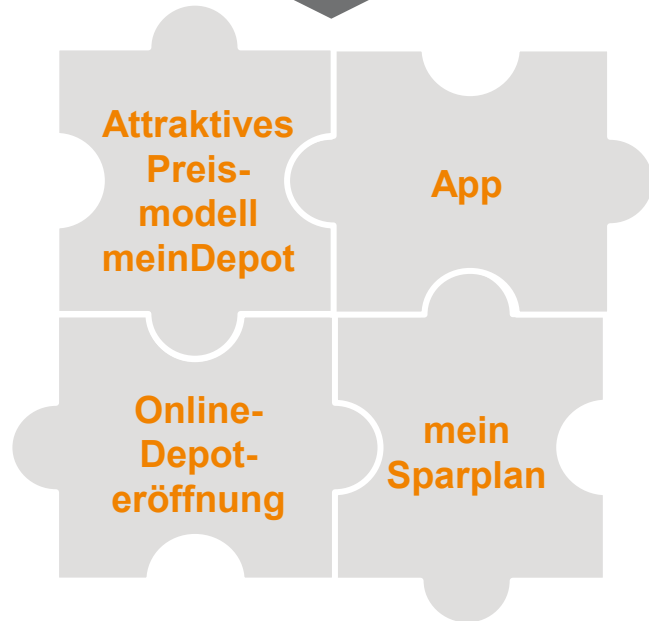 Attraktives
Preis-
modell
meinDepot
App
Online-
Depot-
eröffnung
mein
Sparplan